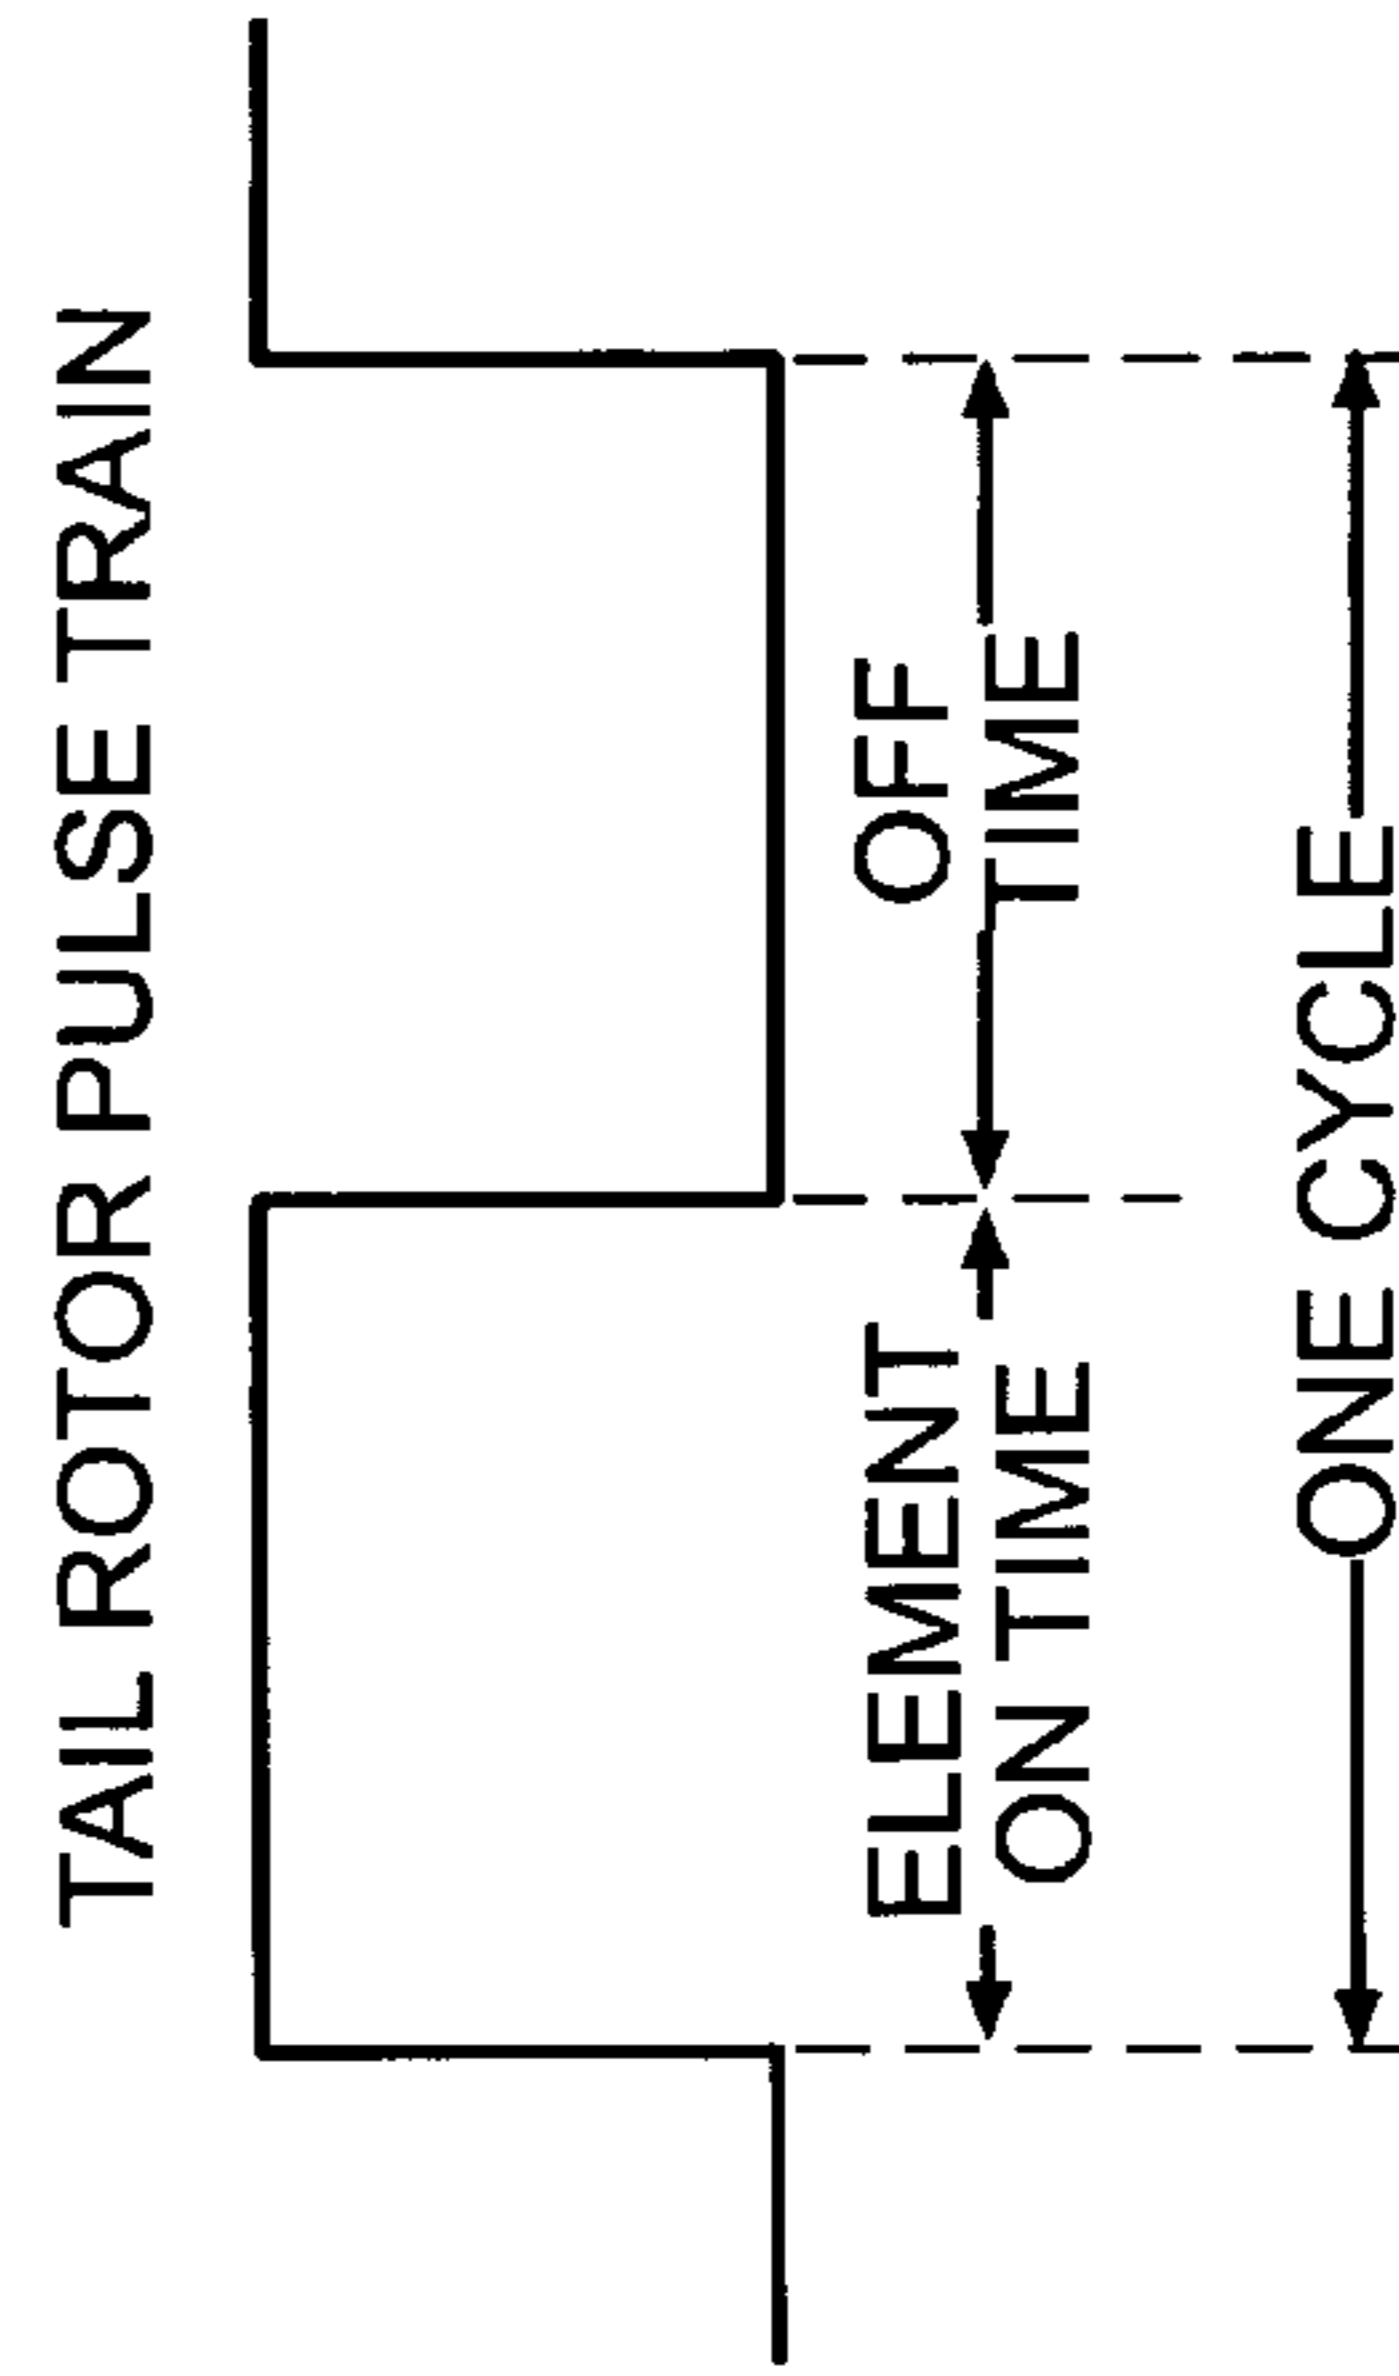 TAIL ROTOR PULSE TRAIN
ELEMENT
ON TIME
OFF
TIME
ONE CYCLE